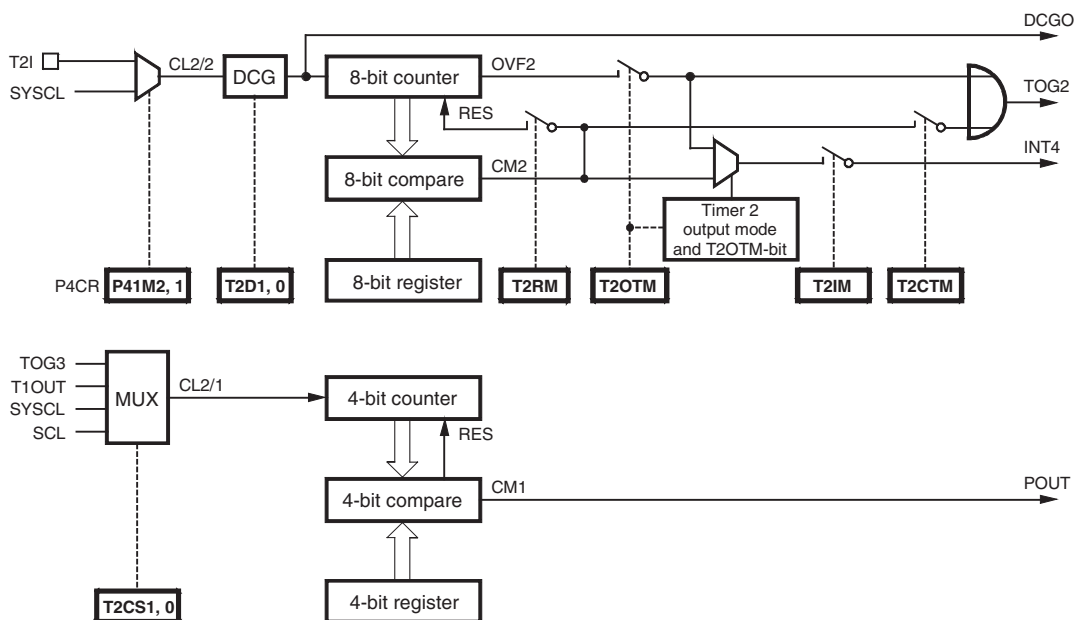 DCGO
T2I
CL2/2
DCG
8-bit counter
OVF2
TOG2
SYSCL
RES
INT4
8-bit compare
CM2
Timer 2
output mode
and T2OTM-bit
P4CR
P41M2, 1
T2D1, 0
8-bit register
T2RM
T2OTM
T2IM
T2CTM
TOG3
T1OUT
SYSCL
SCL
MUX
CL2/1
4-bit counter
RES
4-bit compare
CM1
POUT
T2CS1, 0
4-bit register